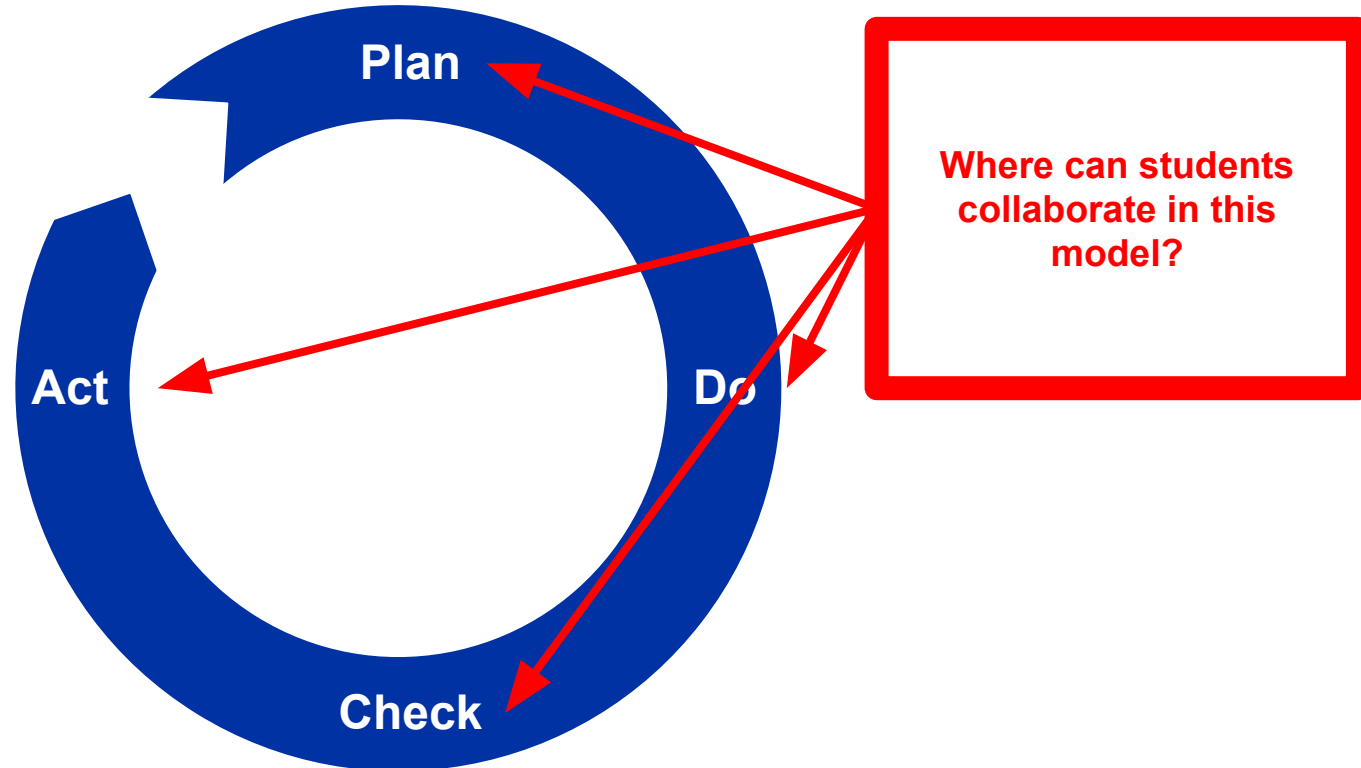 Plan
Where can students
collaborate in this
model?
Act
Do
Check